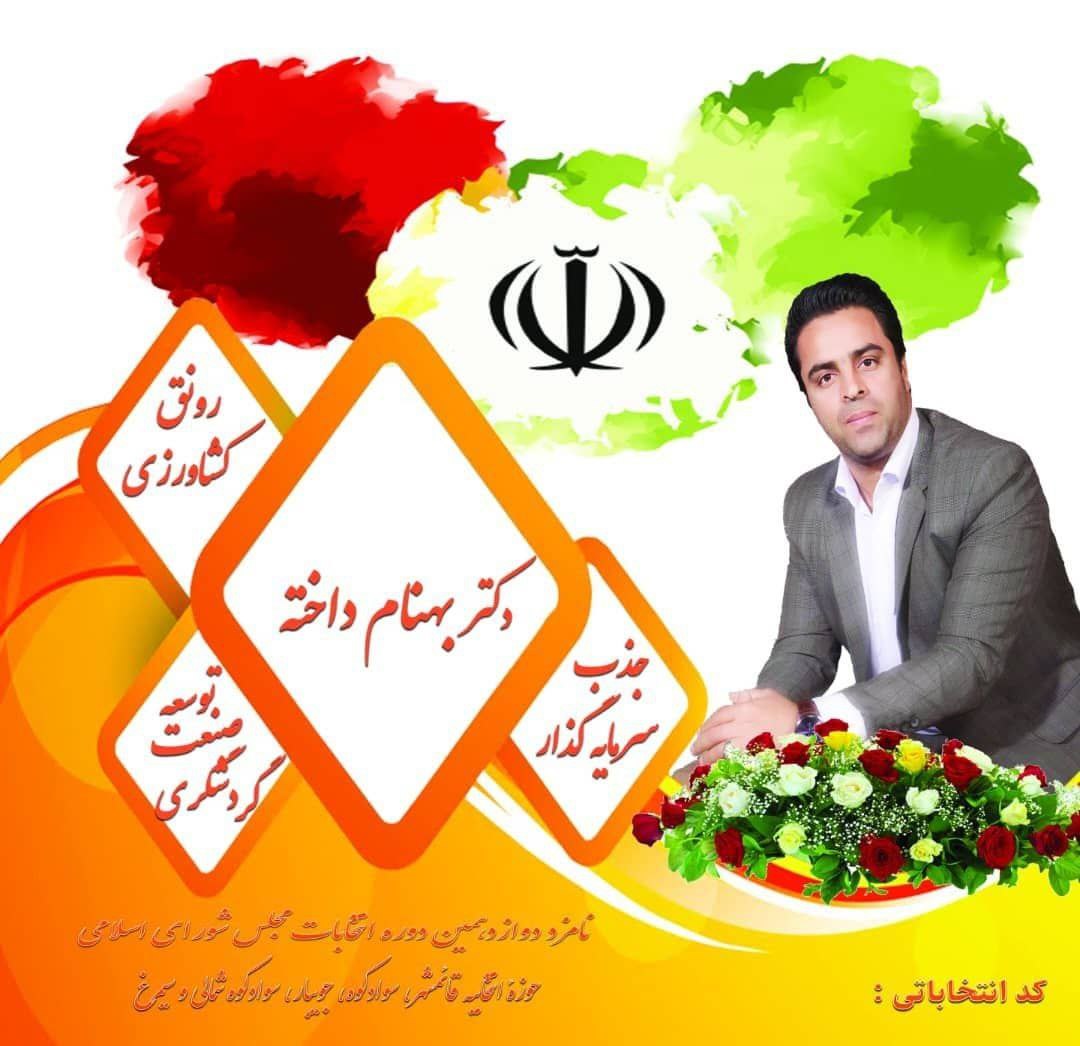 رونق
کشاورزی
دکتر بهنام داخته
جذب
سرمایه گذار
توسعه
صنعت
گردشگری
نامزد دوازدهمین دوره انتخابات مجلس شورای اسلامی
حوزه انتخابیه قائمشهر، سوادکوه، جویبار، سوادکوه شمالی و سیمرغ
کد انتخاباتی :